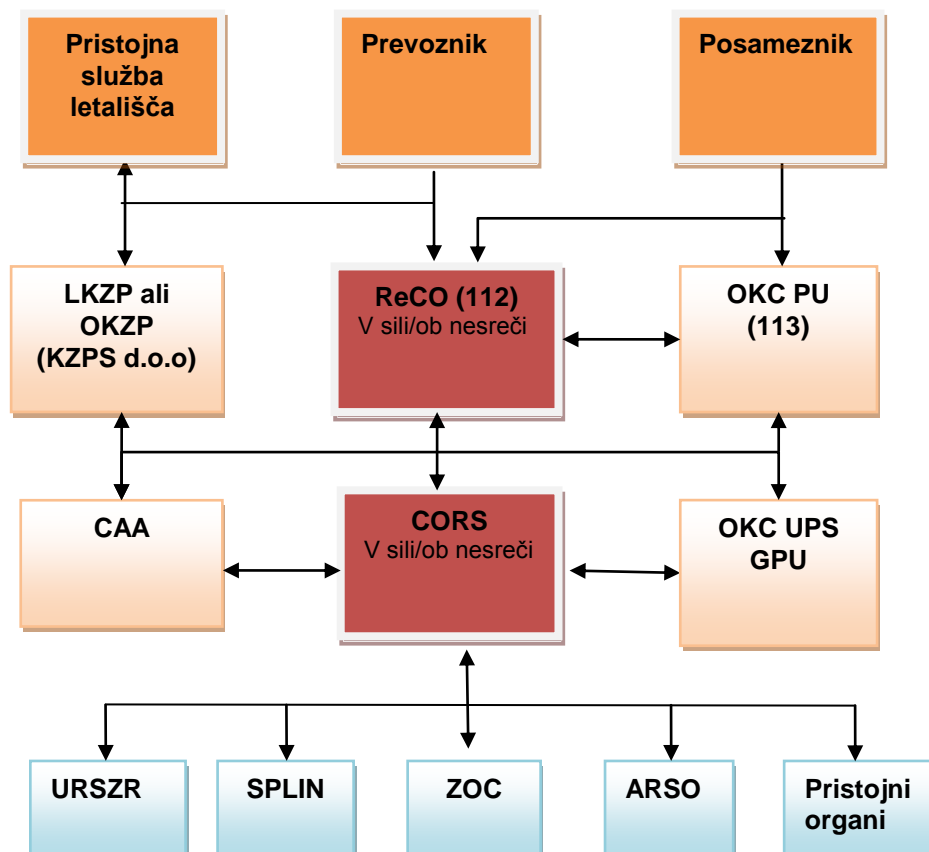 Pristojna
služba
letališča
Prevoznik
Posameznik
LKZP ali
OKZP
(KZPS d.o.o)
ReCO (112)
V sili/ob nesreči
OKC PU
(113)
CAA
CORS
V sili/ob nesreči
OKC UPS
GPU
URSZR
SPLIN
ZOC
ARSO
Pristojni
organi